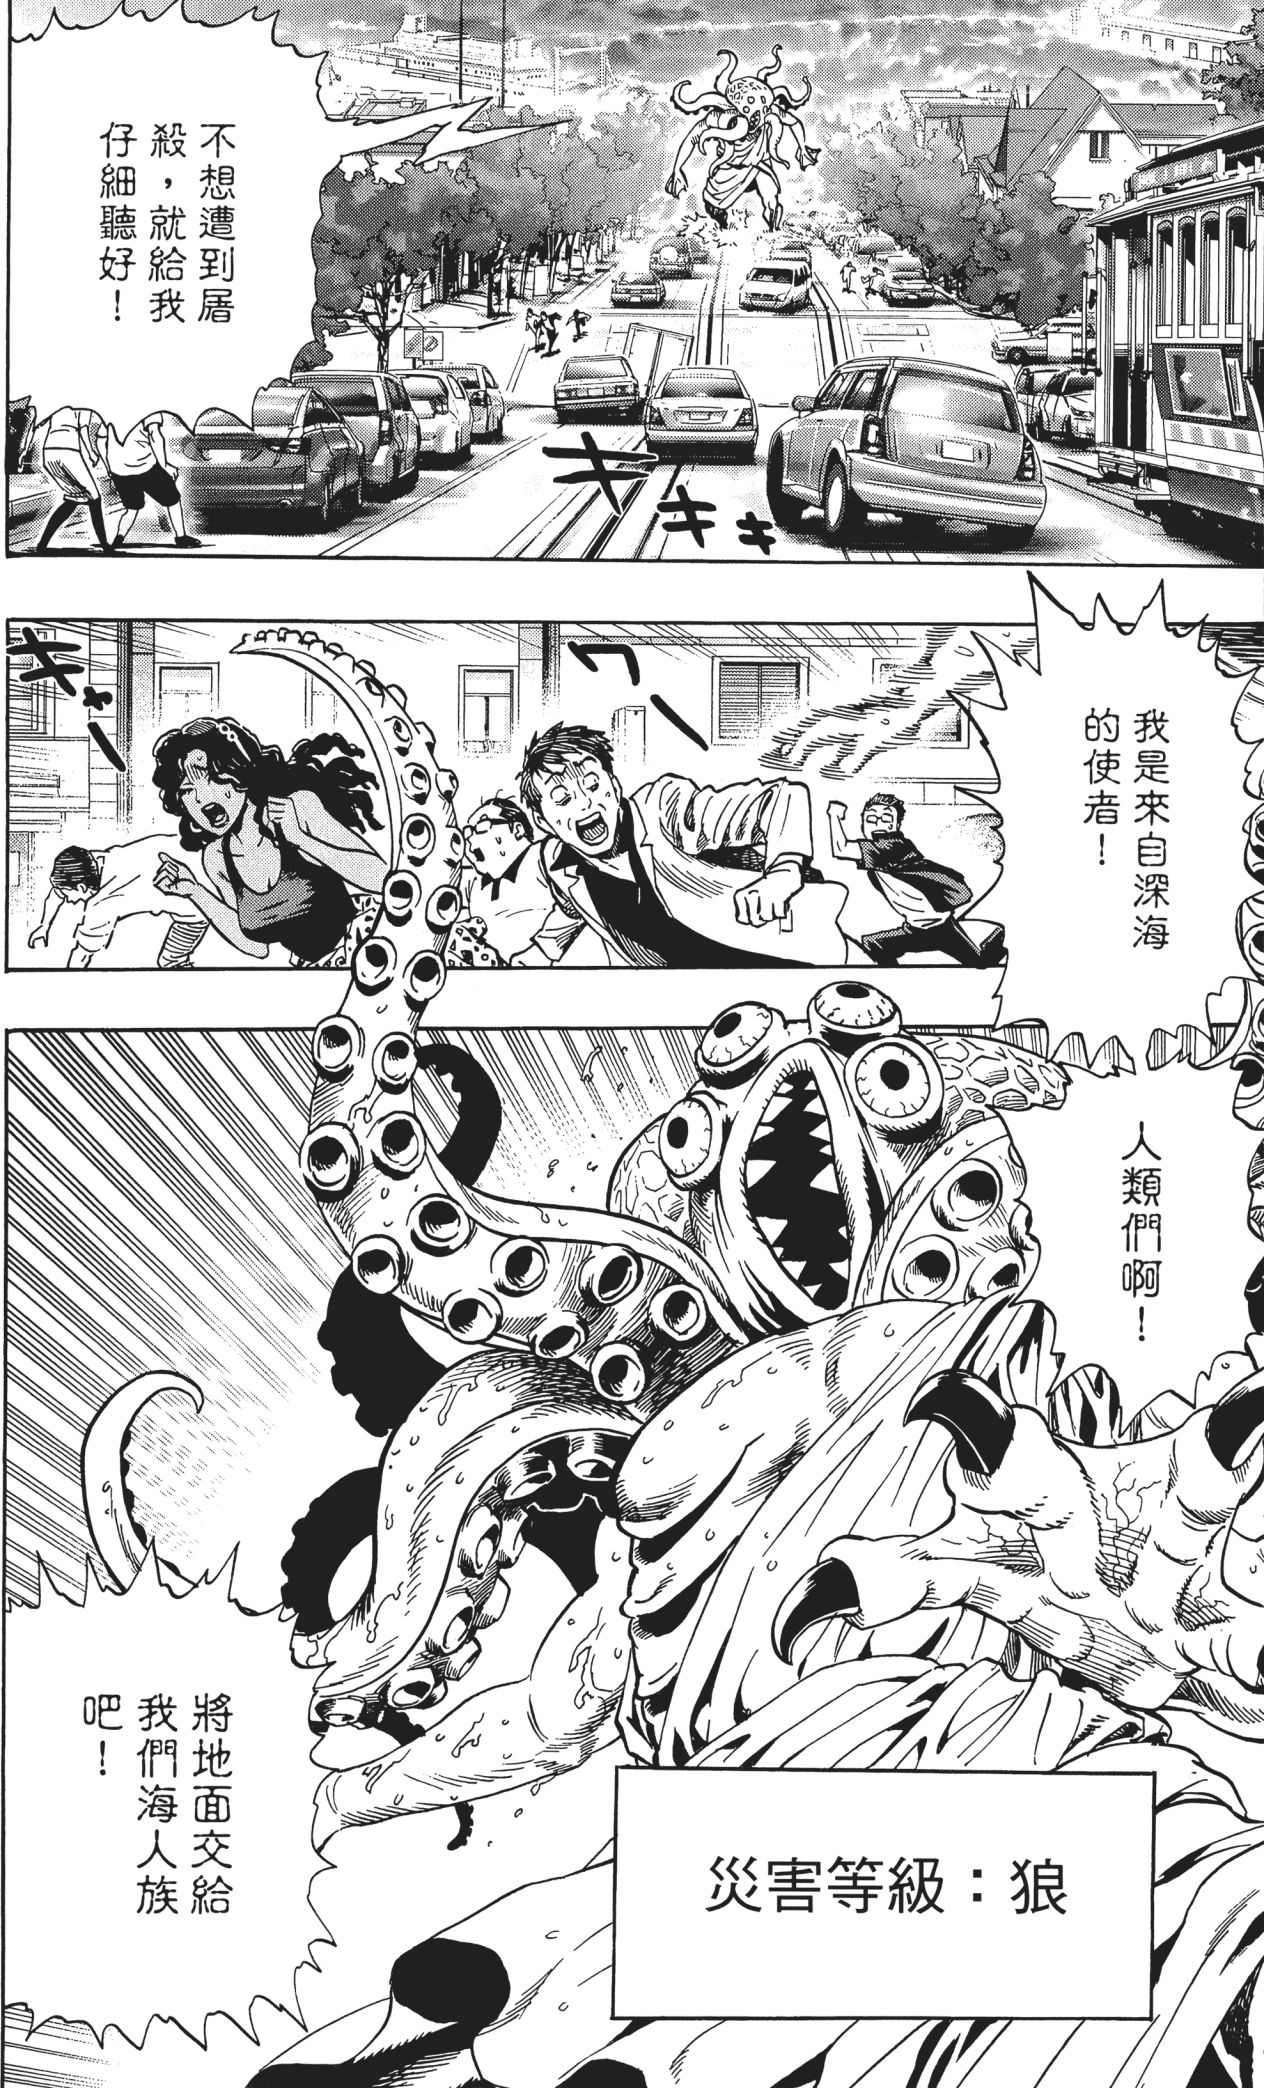 不想遭到屠
殺，就給我
仔細聽好！
キキキ
我是來自深海
的使者！
ワー
キャー
人類們啊！
將地面交給
我們海人族
吧！
災害等級：狼